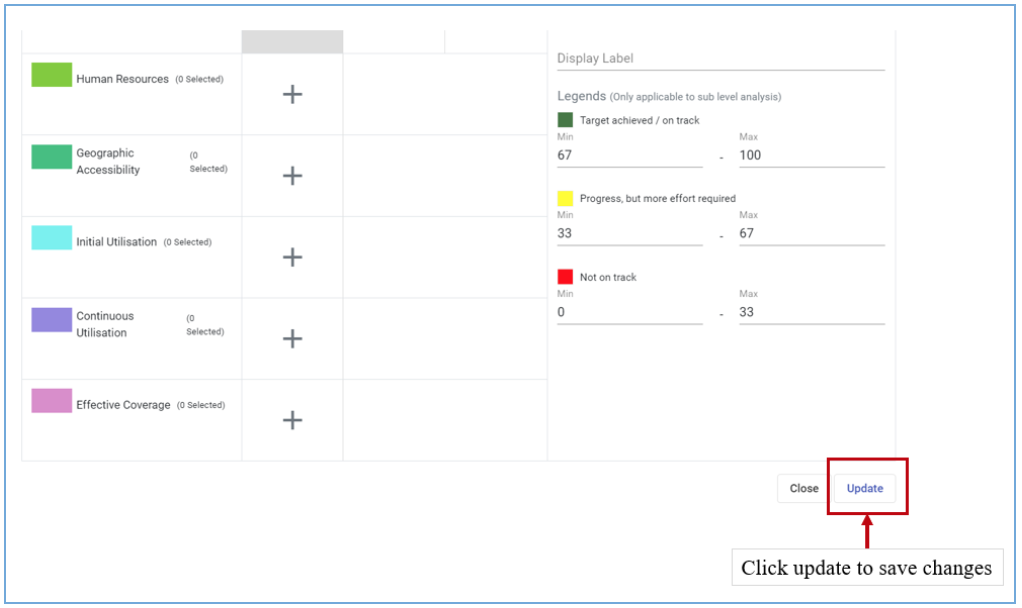 Human Resources (0 Selected)
+
Geographic
Accessibility
(0
Selected)
+
Initial Utilisation (0 Selected)
+
Continuous
Utilisation
(0
Selected)
+
Effective Coverage (0 Selected)
+
Display Label
Legends (Only applicable to sub level analysis)
Target achieved / on track
Min Max
67 - 100
Progress, but more effort required
Min Max
33 - 67
Not on track
Min Max
0 - 33
Close Update
Click update to save changes